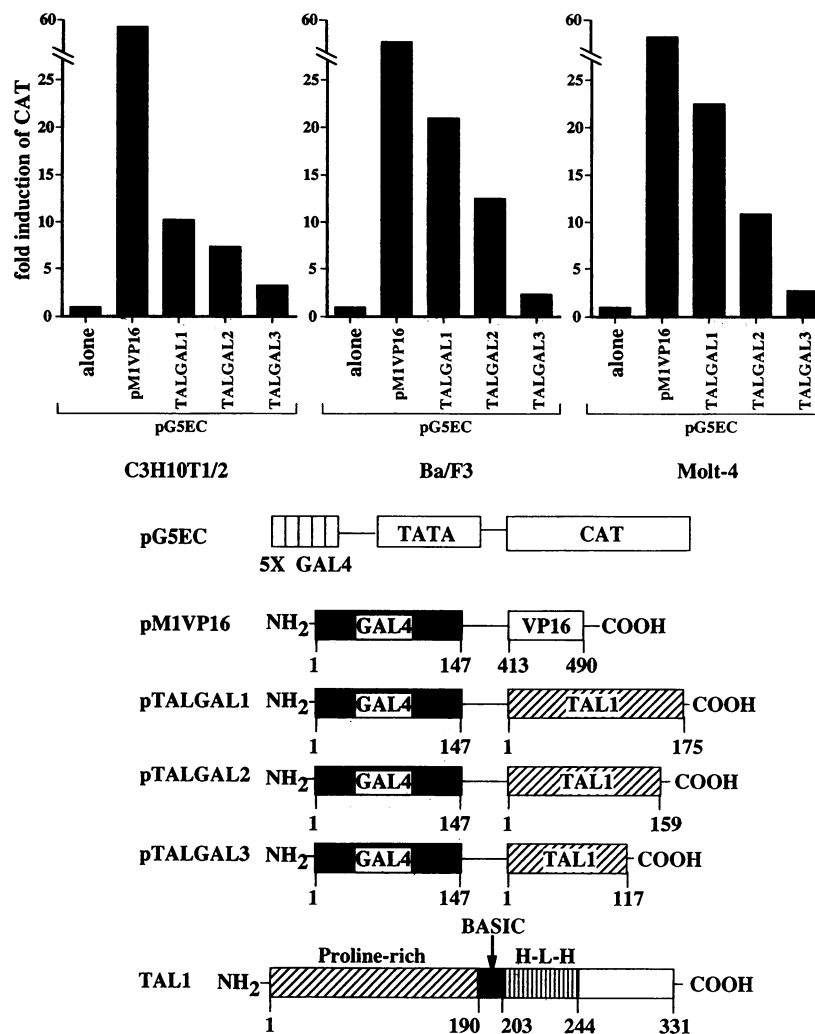 60
60
60
fold induction of CAT
25
20
15
10
5
0
25
20
15
10
5
0
25
20
15
10
5
0
alone
pM1VP16
TALGAL1
TALGAL2
TALGAL3
alone
pM1VP16
TALGAL1
TALGAL2
TALGAL3
alone
pM1VP16
TALGAL1
TALGAL2
TALGAL3
pG5EC
pG5EC
pG5EC
C3H10T1/2
Ba/F3
Molt-4
pG5EC
TATA
CAT
5X GAL4
pM1VP16 NH2 GAL4 VP16 COOH
1 147 413 490
pTALGAL1 NH2 GAL4 TAL1 COOH
1 147 1 175
pTALGAL2 NH2 GAL4 TAL1 COOH
1 147 1 159
pTALGAL3 NH2 GAL4 TAL1 COOH
1 147 1 117
BASIC
Proline-rich H-L-H
TAL1 NH2 COOH
1 190 203 244 331